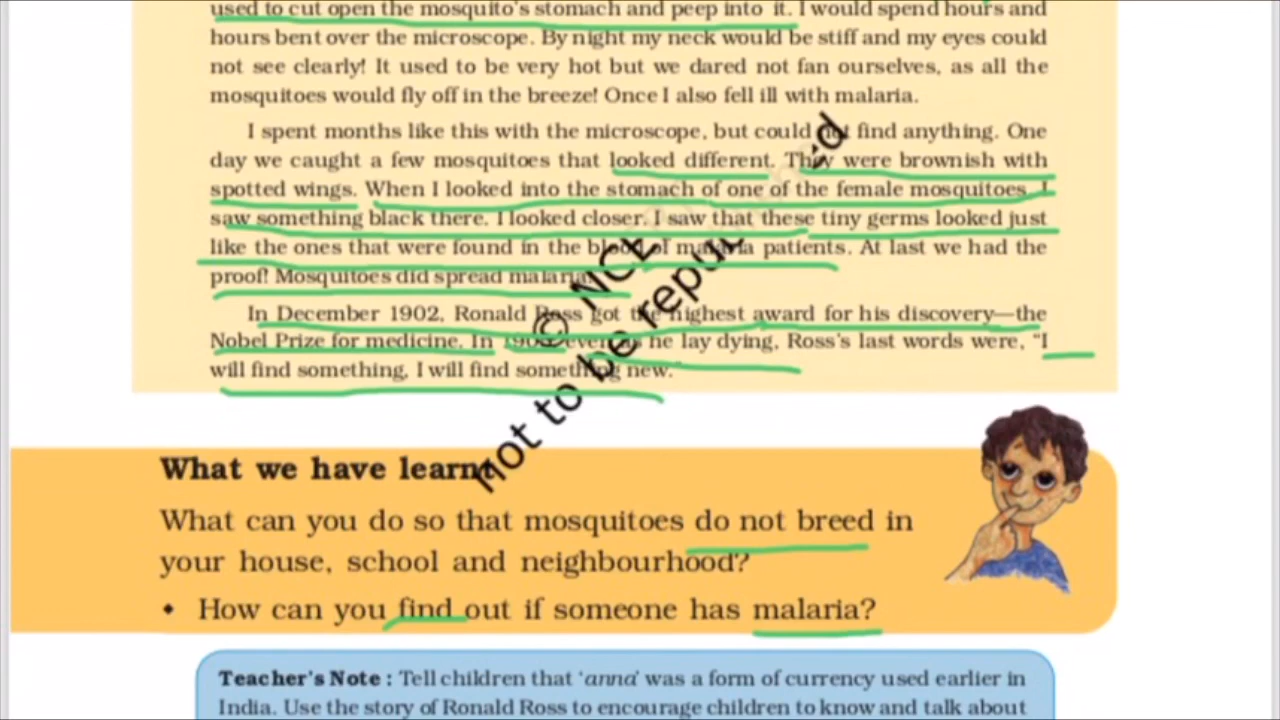 used to cut open the mosquito's stomach and peep into it. I would spend hours and
hours bent over the microscope. By night my neck would be stiff and my eyes could
not see clearly! It used to be very hot but we dared not fan ourselves, as all the
mosquitoes would fly off in the breeze! Once I also fell ill with malaria.
I spent months like this with the microscope, but could not find anything. One
day we caught a few mosquitoes that looked different. They were brownish with
spotted wings. When I looked into the stomach of one of the female mosquitoes, I
saw something black there. I looked closer. I saw that these tiny germs looked just
like the ones that were found in the blood of malaria patients. At last we had the
proof! Mosquitoes did spread malaria
In December 1902, Ronald Ross got the highest award for his discovery—the
Nobel Prize for medicine. In even as he lay dying, Ross's last words were, "I
will find something, I will find something new."
© NCE
not to be republished
What we have learnt
What can you do so that mosquitoes do not breed in
your house, school and neighbourhood?
• How can you find out if someone has malaria?
Teacher's Note : Tell children that 'anna' was a form of currency used earlier in
India. Use the story of Ronald Ross to encourage children to know and talk about